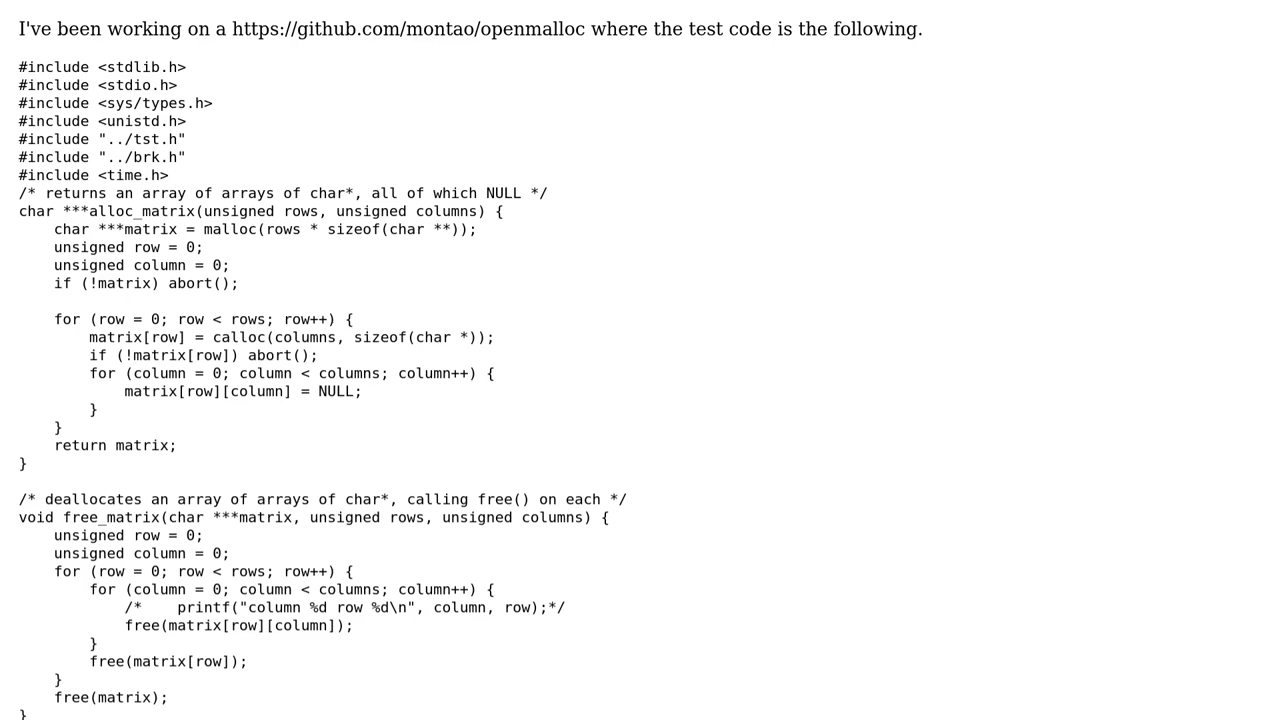 I've been working on a https://github.com/montao/openmalloc where the test code is the following.
#include <stdlib.h>
#include <stdio.h>
#include <sys/types.h>
#include <unistd.h>
#include "../tst.h"
#include "../brk.h"
#include <time.h>
/* returns an array of arrays of char*, all of which NULL */
char ***alloc_matrix(unsigned rows, unsigned columns) {
    char ***matrix = malloc(rows * sizeof(char **));
    unsigned row = 0;
    unsigned column = 0;
    if (!matrix) abort();

    for (row = 0; row < rows; row++) {
        matrix[row] = calloc(columns, sizeof(char *));
        if (!matrix[row]) abort();
        for (column = 0; column < columns; column++) {
            matrix[row][column] = NULL;
        }
    }
    return matrix;
}

/* deallocates an array of arrays of char*, calling free() on each */
void free_matrix(char ***matrix, unsigned rows, unsigned columns) {
    unsigned row = 0;
    unsigned column = 0;
    for (row = 0; row < rows; row++) {
        for (column = 0; column < columns; column++) {
            /*    printf("column %d row %d\n", column, row);*/
            free(matrix[row][column]);
        }
        free(matrix[row]);
    }
    free(matrix);
}